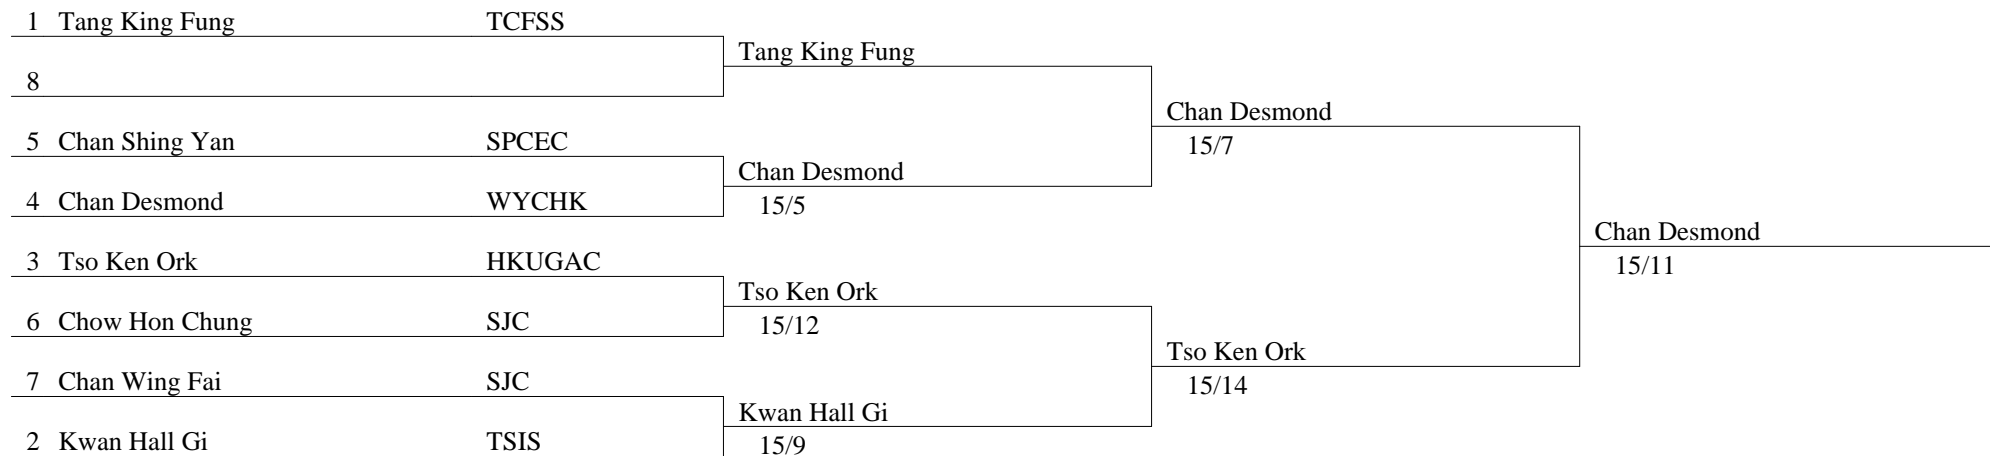 1 Tang King Fung TCFSS
Tang King Fung
8
Chan Desmond
15/7
5 Chan Shing Yan SPCEC
Chan Desmond
15/5
4 Chan Desmond WYCHK
Chan Desmond
15/11
3 Tso Ken Ork HKUGAC
Tso Ken Ork
15/12
6 Chow Hon Chung SJC
Tso Ken Ork
15/14
7 Chan Wing Fai SJC
Kwan Hall Gi
15/9
2 Kwan Hall Gi TSIS